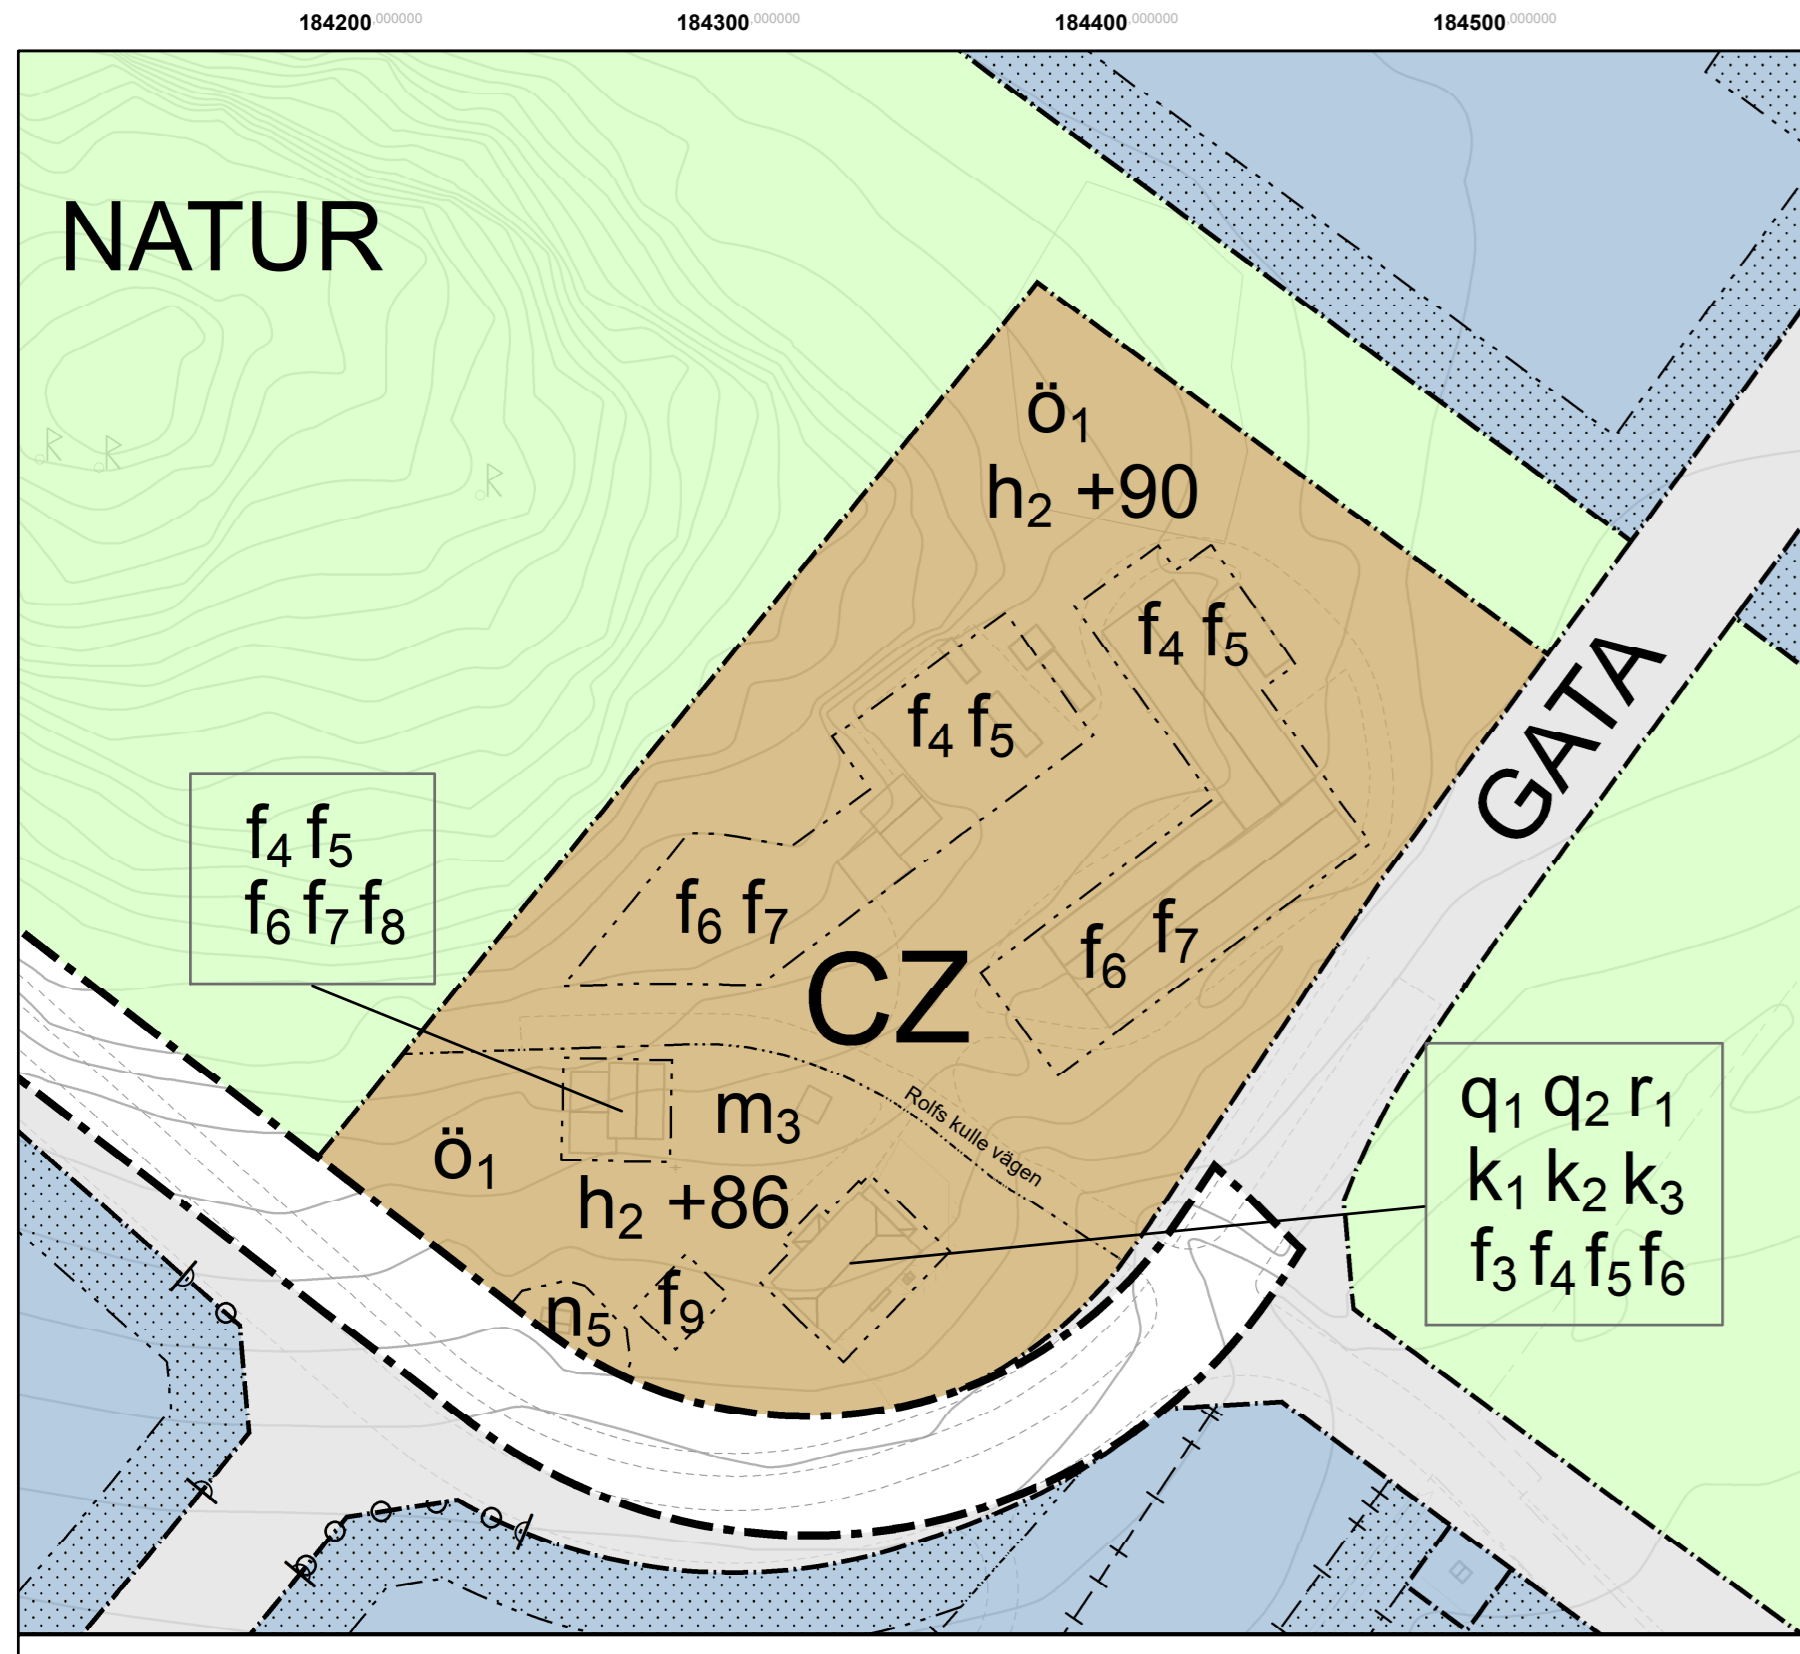 184200,000000 184300,000000 184400,000000 184500,000000
NATUR
ö1
h2 +90
f4 f5
f4 f5
GATA
f4 f5
f6 f7 f8
f6 f7
f6 f7
CZ
q1 q2 r1
k1 k2 k3
f3 f4 f5 f6
Rolfs kulle vägen
m3
ö1
h2 +86
n5
f9